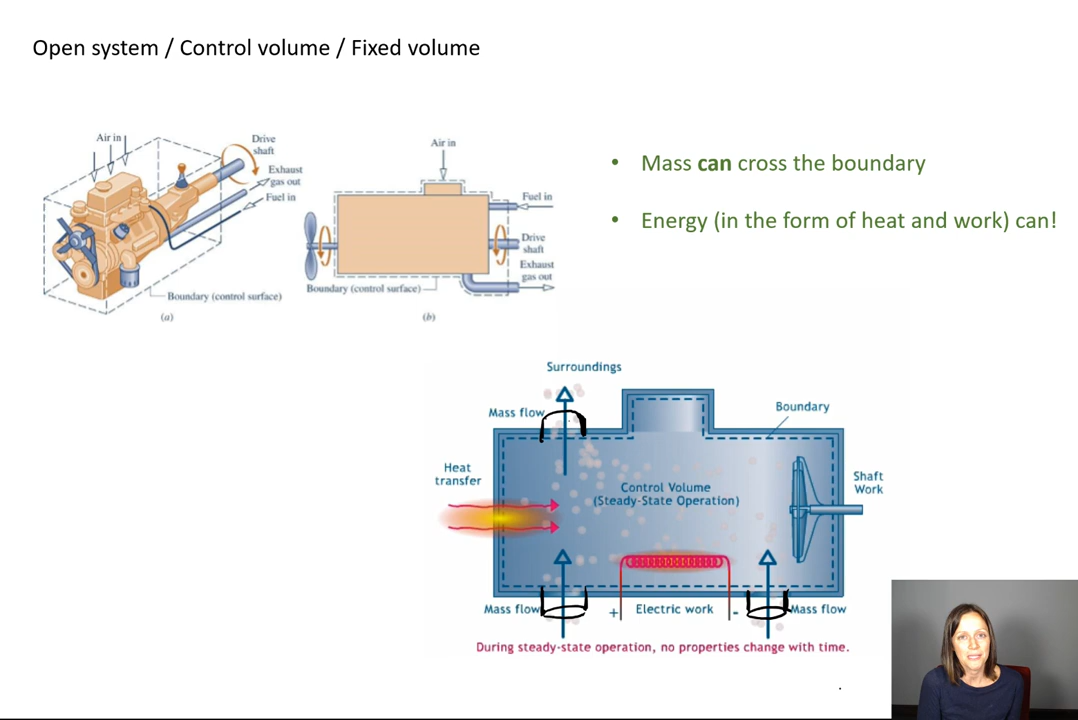 Open system / Control volume / Fixed volume
Air in
Drive
shaft
Exhaust
gas out
Fuel in
Boundary (control surface)
(a)
Air in
Fuel in
Drive
shaft
Exhaust
gas out
Boundary (control surface)
(b)
• Mass can cross the boundary
• Energy (in the form of heat and work) can!
Surroundings
Mass flow
Boundary
Heat
transfer
Control Volume
(Steady-State Operation)
Shaft
Work
Mass flow
+ Electric work -
Mass flow
During steady-state operation, no properties change with time.